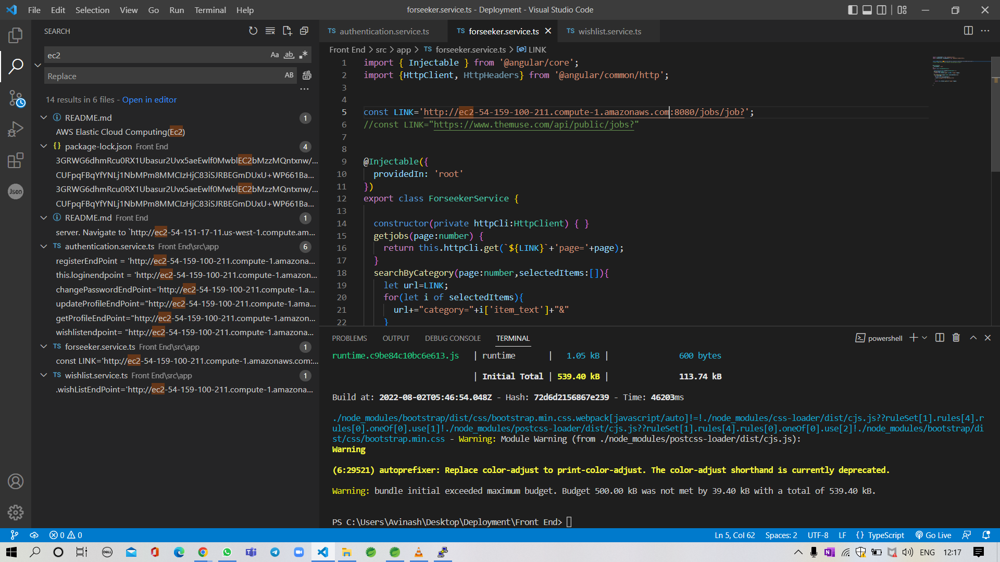 File Edit Selection View Go Run Terminal Help
forseeker.service.ts - Deployment - Visual Studio Code
SEARCH
ec2
Aa ab .*
Replace
AB
14 results in 6 files - Open in editor
README.md 1
AWS Elastic Cloud Computing(Ec2)
{} package-lock.json Front End 4
3GRWG6dhmRcu0RX1Ubasur2Uvx5aeEwlf0MwblEC2bMzzMQntxnw/...
CUFpqFBqYfYNLj1NbMPm8MMCIzHjC83iSJRBEGmDUxU+WP661Ba...
3GRWG6dhmRcu0RX1Ubasur2Uvx5aeEwlf0MwblEC2bMzzMQntxnw/...
CUFpqFBqYfYNLj1NbMPm8MMCIzHjC83iSJRBEGmDUxU+WP661Ba...
README.md Front End 1
server. Navigate to `http://ec2-54-151-17-11.us-west-1.compute.am...
TS authentication.service.ts Front End\src\app 6
registerEndPoint = 'http://ec2-54-159-100-211.compute-1.amazona...
this.loginendpoint = 'http://ec2-54-159-100-211.compute-1.amazon...
changePasswordEndPoint='http://ec2-54-159-100-211.compute-1.a...
updateProfileEndPoint="http://ec2-54-159-100-211.compute-1.ama...
getProfileEndPoint="http://ec2-54-159-100-211.compute-1.amazon...
wishlistendpoint= "http://ec2-54-159-100-211.compute-1.amazona...
TS forseeker.service.ts Front End\src\app 1
const LINK='http://ec2-54-159-100-211.compute-1.amazonaws.com:...
TS wishlist.service.ts Front End\src\app 1
.wishListEndPoint='http://ec2-54-159-100-211.compute-1.amazona...
Json
TS authentication.service.ts TS forseeker.service.ts TS wishlist.service.ts
Front End > src > app > TS forseeker.service.ts > LINK
1 import { Injectable } from '@angular/core';
2 import {HttpClient, HttpHeaders} from '@angular/common/http';
3
4
5 const LINK='http://ec2-54-159-100-211.compute-1.amazonaws.com:8080/jobs/job?';
6 //const LINK="https://www.themuse.com/api/public/jobs?"
7
8
9 @Injectable({
10 providedIn: 'root'
11 })
12 export class ForseekerService {
13
14 constructor(private httpCli:HttpClient) { }
15 getjobs(page:number) {
16 return this.httpCli.get(`${LINK}`+'page='+page);
17 }
18 searchByCategory(page:number,selectedItems:[]){
19 let url=LINK;
20 for(let i of selectedItems){
21 url+="category="+i['item_text']+"&"
22 }
PROBLEMS OUTPUT DEBUG CONSOLE TERMINAL
powershell
runtime.c9be84c10bc6e613.js | runtime | 1.05 kB | 600 bytes
| Initial Total | 539.40 kB | 113.74 kB
Build at: 2022-08-02T05:46:54.048Z - Hash: 72d6d2156867e239 - Time: 46203ms
./node_modules/bootstrap/dist/css/bootstrap.min.css.webpack[javascript/auto]!=!./node_modules/css-loader/dist/cjs.js??ruleSet[1].rules[4].r
ules[0].oneOf[0].use[1]!./node_modules/postcss-loader/dist/cjs.js??ruleSet[1].rules[4].rules[0].oneOf[0].use[2]!./node_modules/bootstrap/di
st/css/bootstrap.min.css - Warning: Module Warning (from ./node_modules/postcss-loader/dist/cjs.js):
Warning
(6:29521) autoprefixer: Replace color-adjust to print-color-adjust. The color-adjust shorthand is currently deprecated.
Warning: bundle initial exceeded maximum budget. Budget 500.00 kB was not met by 39.40 kB with a total of 539.40 kB.
PS C:\Users\Avinash\Desktop\Deployment\Front End>
0 0
Ln 5, Col 62 Spaces: 2 UTF-8 LF {} TypeScript Go Live
DELL
ENG 12:17